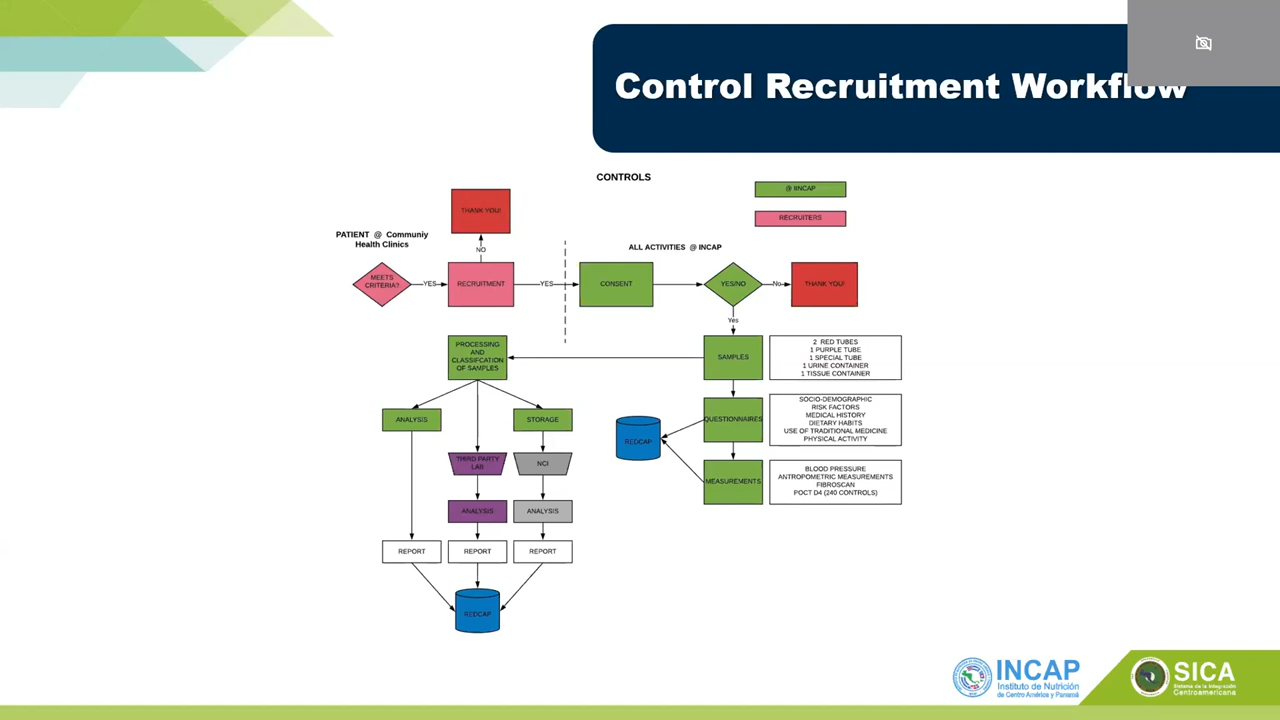 Control Recruitment Workflow
CONTROLS
@ IINCAP
RECRUITERS
THANK YOU!
NO
PATIENT @ Communiy
Health Clinics
ALL ACTIVITIES @ INCAP
MEETS
CRITERIA?
YES
RECRUITMENT
YES
CONSENT
YES/NO
No
THANK YOU!
Yes
PROCESSING
AND
CLASSIFCATION
OF SAMPLES
SAMPLES
2 RED TUBES
1 PURPLE TUBE
1 SPECIAL TUBE
1 URINE CONTAINER
1 TISSUE CONTAINER
ANALYSIS
STORAGE
REDCAP
QUESTIONNAIRES
SOCIO-DEMOGRAPHIC
RISK FACTORS
MEDICAL HISTORY
DIETARY HABITS
USE OF TRADITIONAL MEDICINE
PHYSICAL ACTIVITY
THIRD PARTY
LAB
NCI
MEASUREMENTS
BLOOD PRESSURE
ANTROPOMETRIC MEASUREMENTS
FIBROSCAN
POCT D4 (240 CONTROLS)
ANALYSIS
ANALYSIS
REPORT
REPORT
REPORT
REDCAP
INCAP
Instituto de Nutrición
de Centro América y Panamá
SICA
Sistema de la Integración
Centroamericana